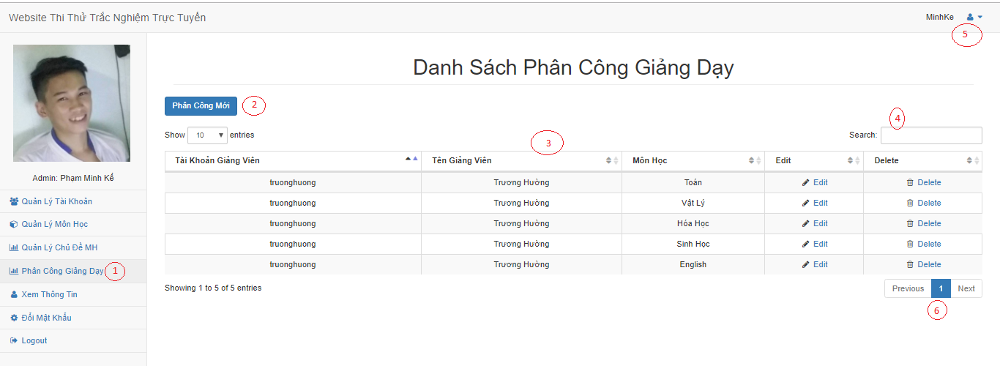 Website Thi Thử Trắc Nghiệm Trực Tuyến
MinhKe
5
Admin: Phạm Minh Kế
Quản Lý Tài Khoản
Quản Lý Môn Học
Quản Lý Chủ Đề MH
Phân Công Giảng Dạy 1
Xem Thông Tin
Đổi Mật Khẩu
Logout
Danh Sách Phân Công Giảng Dạy
Phân Công Mới 2
4
Show 10 entries
3
Search:
Tài Khoản Giảng Viên Tên Giảng Viên Môn Học Edit Delete
truonghuong Trương Hường Toán Edit Delete
truonghuong Trương Hường Vật Lý Edit Delete
truonghuong Trương Hường Hóa Học Edit Delete
truonghuong Trương Hường Sinh Học Edit Delete
truonghuong Trương Hường English Edit Delete
Showing 1 to 5 of 5 entries
Previous 1 Next
6